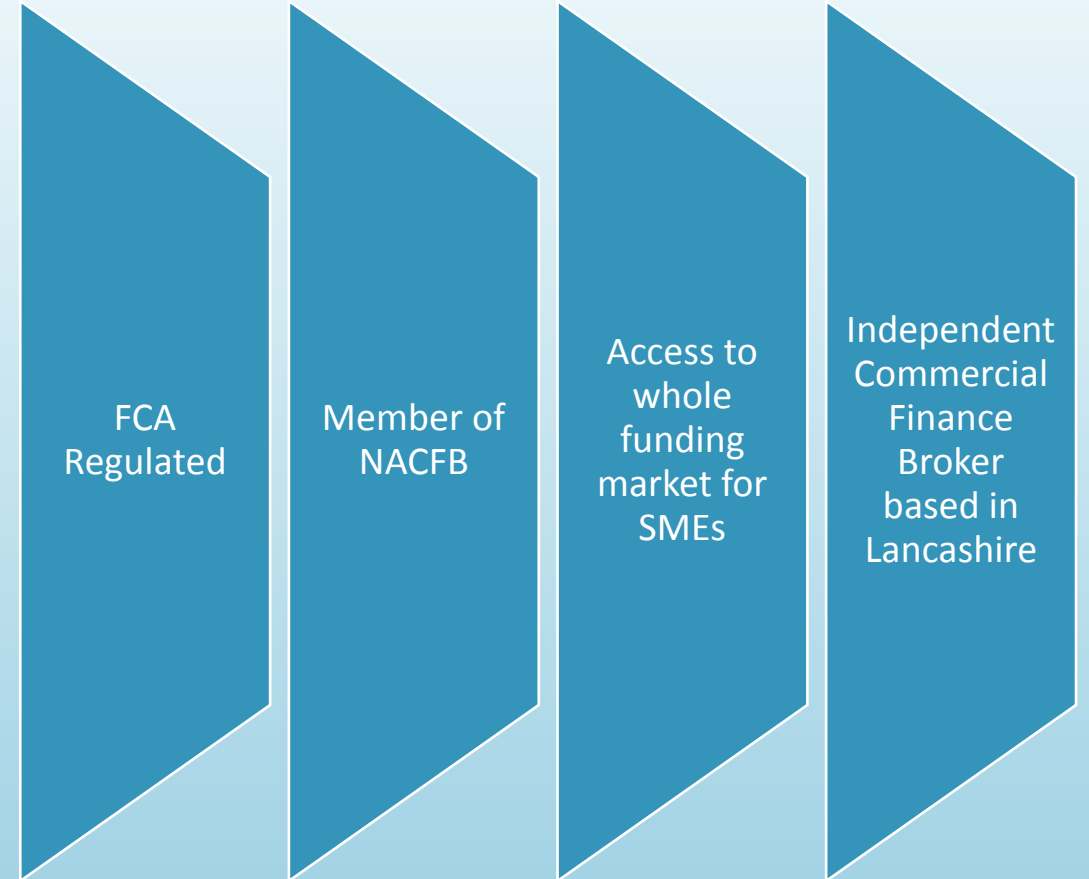 FCA
Regulated
Member of
NACFB
Access to
whole
funding
market for
SMEs
Independent
Commercial
Finance
Broker
based in
Lancashire